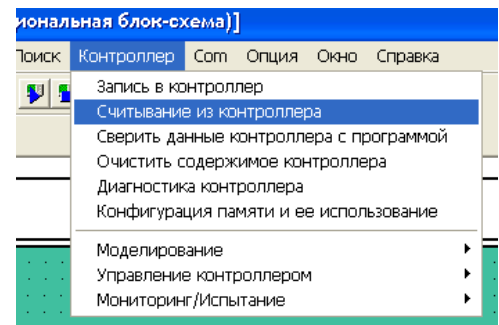 иональная блок-схема)]
Поиск Контроллер Com Опция Окно Справка
Запись в контроллер
Считывание из контроллера
Сверить данные контроллера с программой
Очистить содержимое контроллера
Диагностика контроллера
Конфигурация памяти и ее использование
Моделирование
Управление контроллером
Мониторинг/Испытание